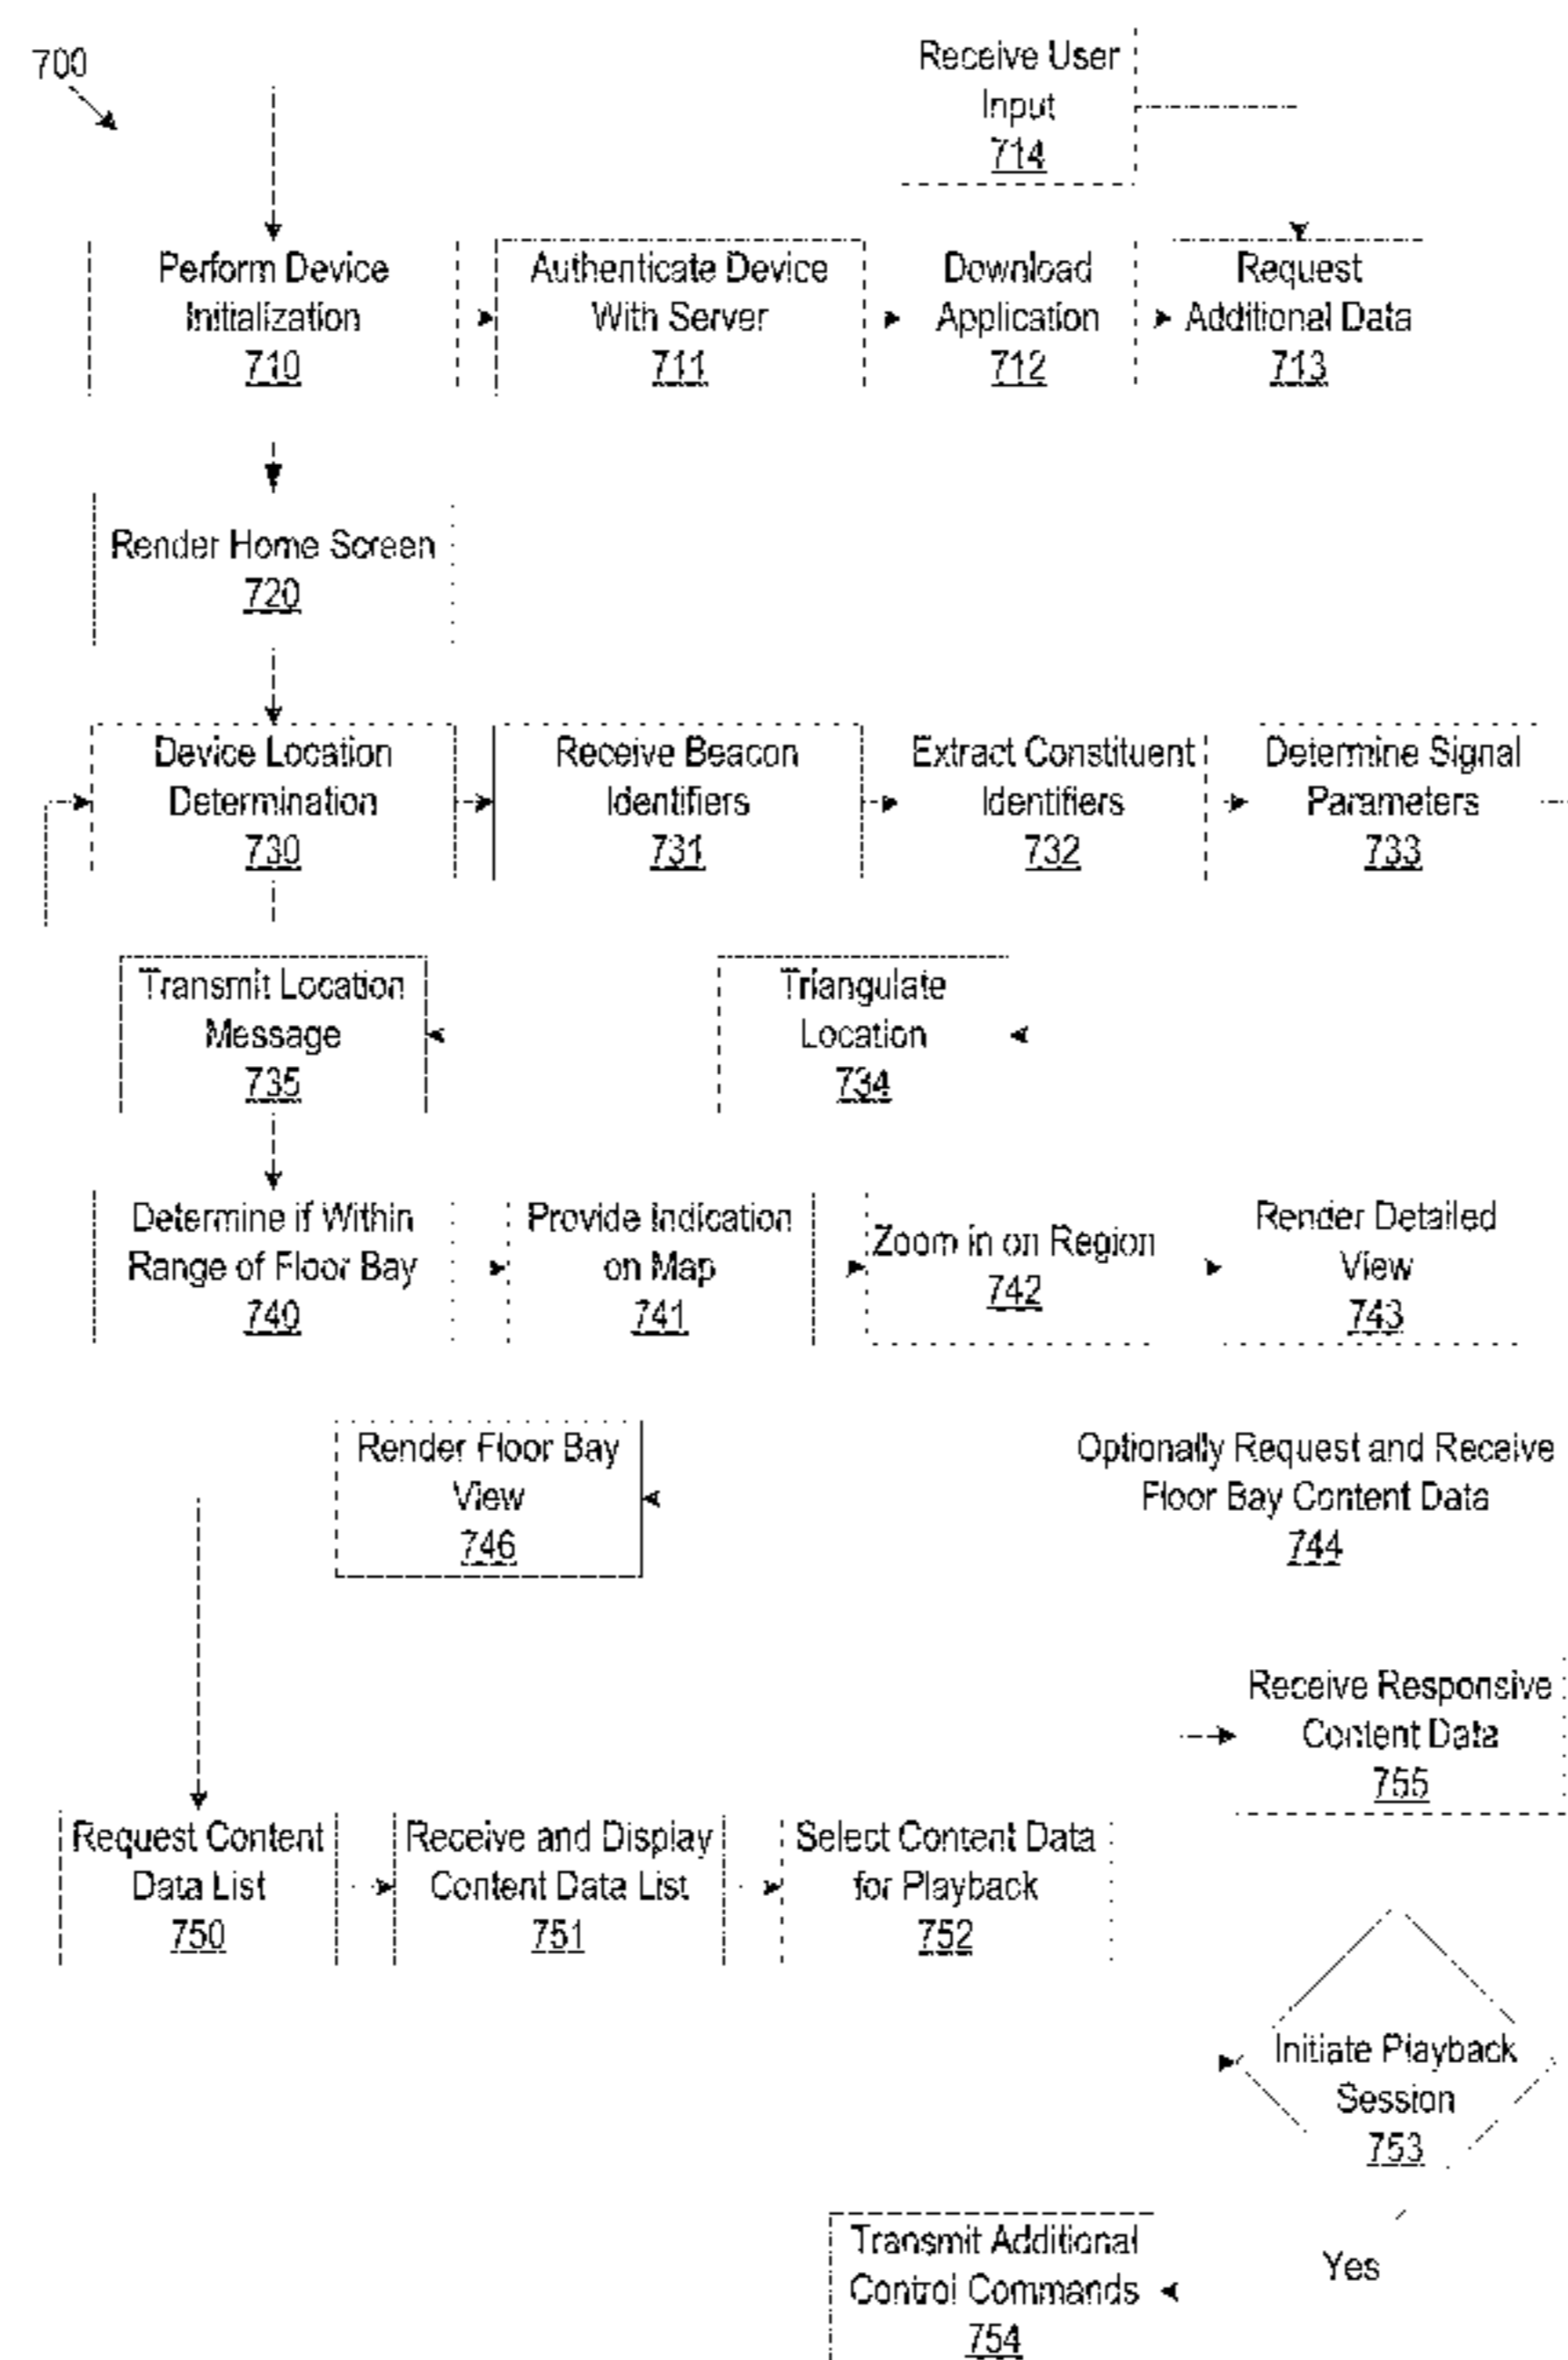 700
Receive User
Input
714
Perform Device
Initialization
710
Authenticate Device
With Server
711
Download
Application
712
Request
Additional Data
713
Render Home Screen
720
Device Location
Determination
730
Receive Beacon
Identifiers
731
Extract Constituent
Identifiers
732
Determine Signal
Parameters
733
Transmit Location
Message
735
Triangulate
Location
734
Determine if Within
Range of Floor Bay
740
Provide Indication
on Map
741
Zoom in on Region
742
Render Detailed
View
743
Render Floor Bay
View
746
Optionally Request and Receive
Floor Bay Content Data
744
Receive Responsive
Content Data
755
Request Content
Data List
750
Receive and Display
Content Data List
751
Select Content Data
for Playback
752
Initiate Playback
Session
753
Yes
Transmit Additional
Control Commands
754